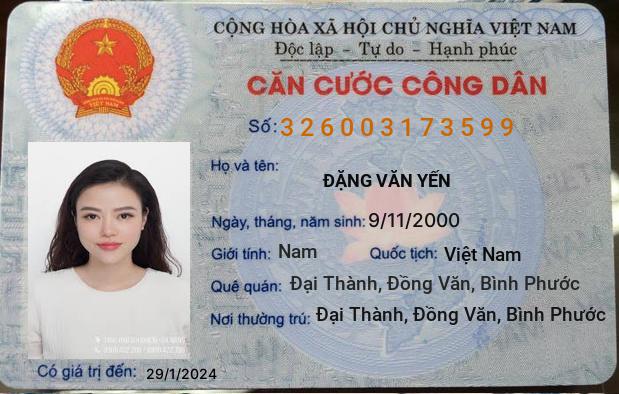 CỘNG HÒA XÃ HỘI CHỦ NGHĨA VIỆT NAM
Độc lập - Tự do - Hạnh phúc
CĂN CƯỚC CÔNG DÂN
Số: 326003173599
Họ và tên:
ĐẶNG VĂN YẾN
Ngày, tháng, năm sinh: 9/11/2000
Giới tính: Nam Quốc tịch: Việt Nam
Quê quán: Đại Thành, Đồng Văn, Bình Phước
Nơi thường trú: Đại Thành, Đồng Văn, Bình Phước
Có giá trị đến: 29/1/2024
VIỆT NAM